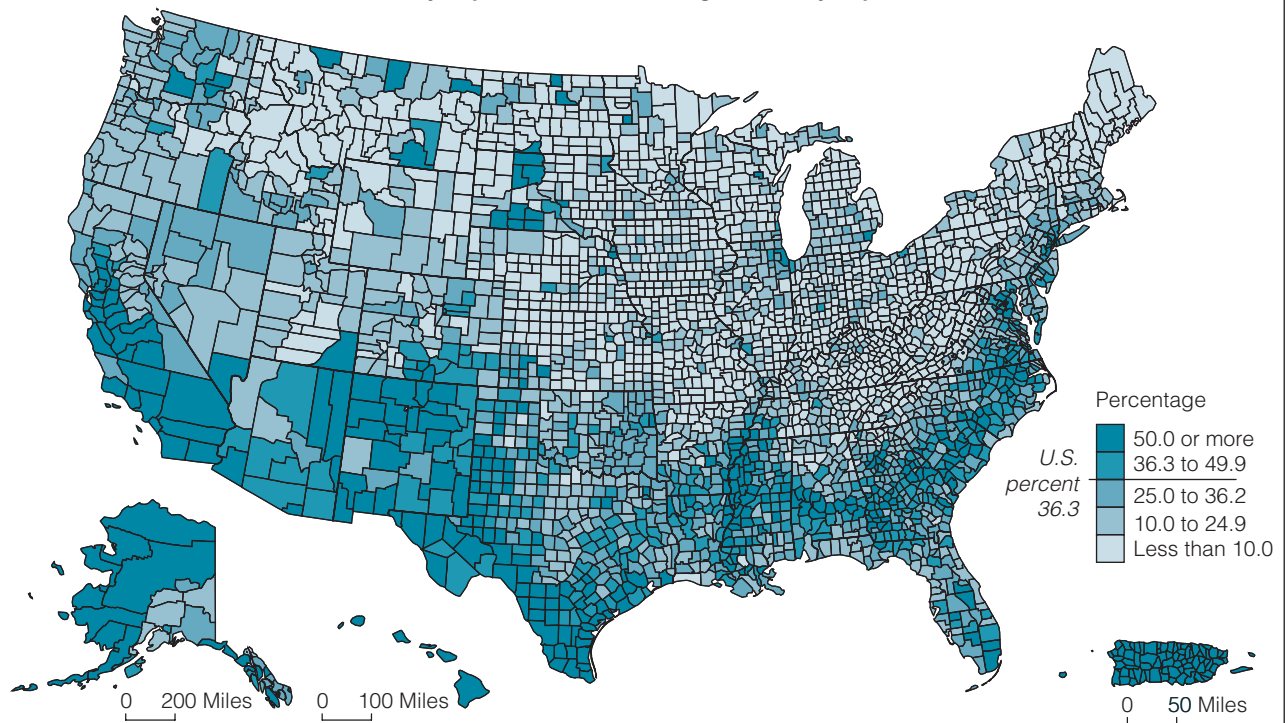 Percentage
50.0 or more
36.3 to 49.9
U.S.
percent
36.3
25.0 to 36.2
10.0 to 24.9
Less than 10.0
0 200 Miles
0 100 Miles
0 50 Miles